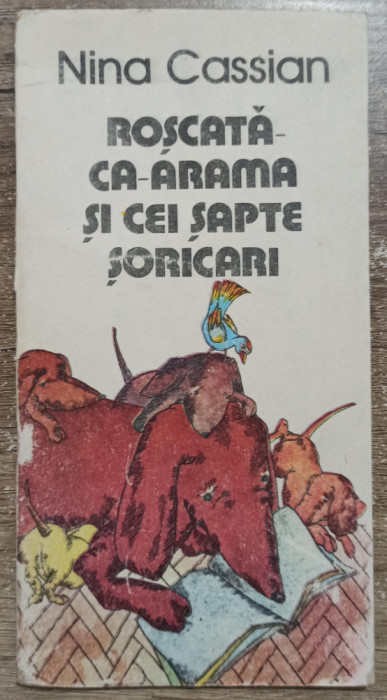 Nina Cassian
ROȘCATĂ-
CA-ARAMA
ȘI CEI ȘAPTE
ȘORICARI